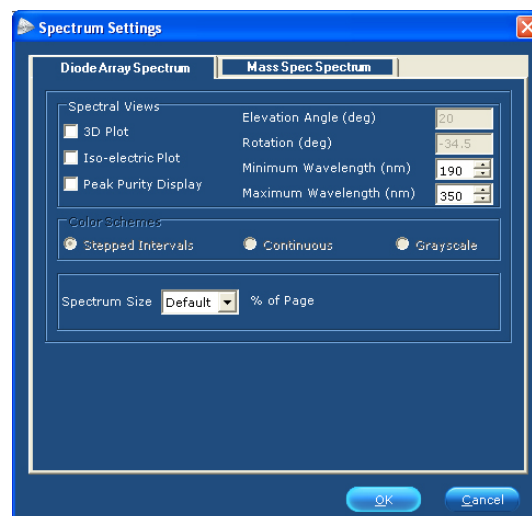 Spectrum Settings
Diode Array Spectrum
Mass Spec Spectrum
Spectral Views
3D Plot
Iso-electric Plot
Peak Purity Display
Elevation Angle (deg)
20
Rotation (deg)
-34.5
Minimum Wavelength (nm)
190
Maximum Wavelength (nm)
350
Color Schemes
Stepped Intervals
Continuous
Grayscale
Spectrum Size Default % of Page
OK
Cancel